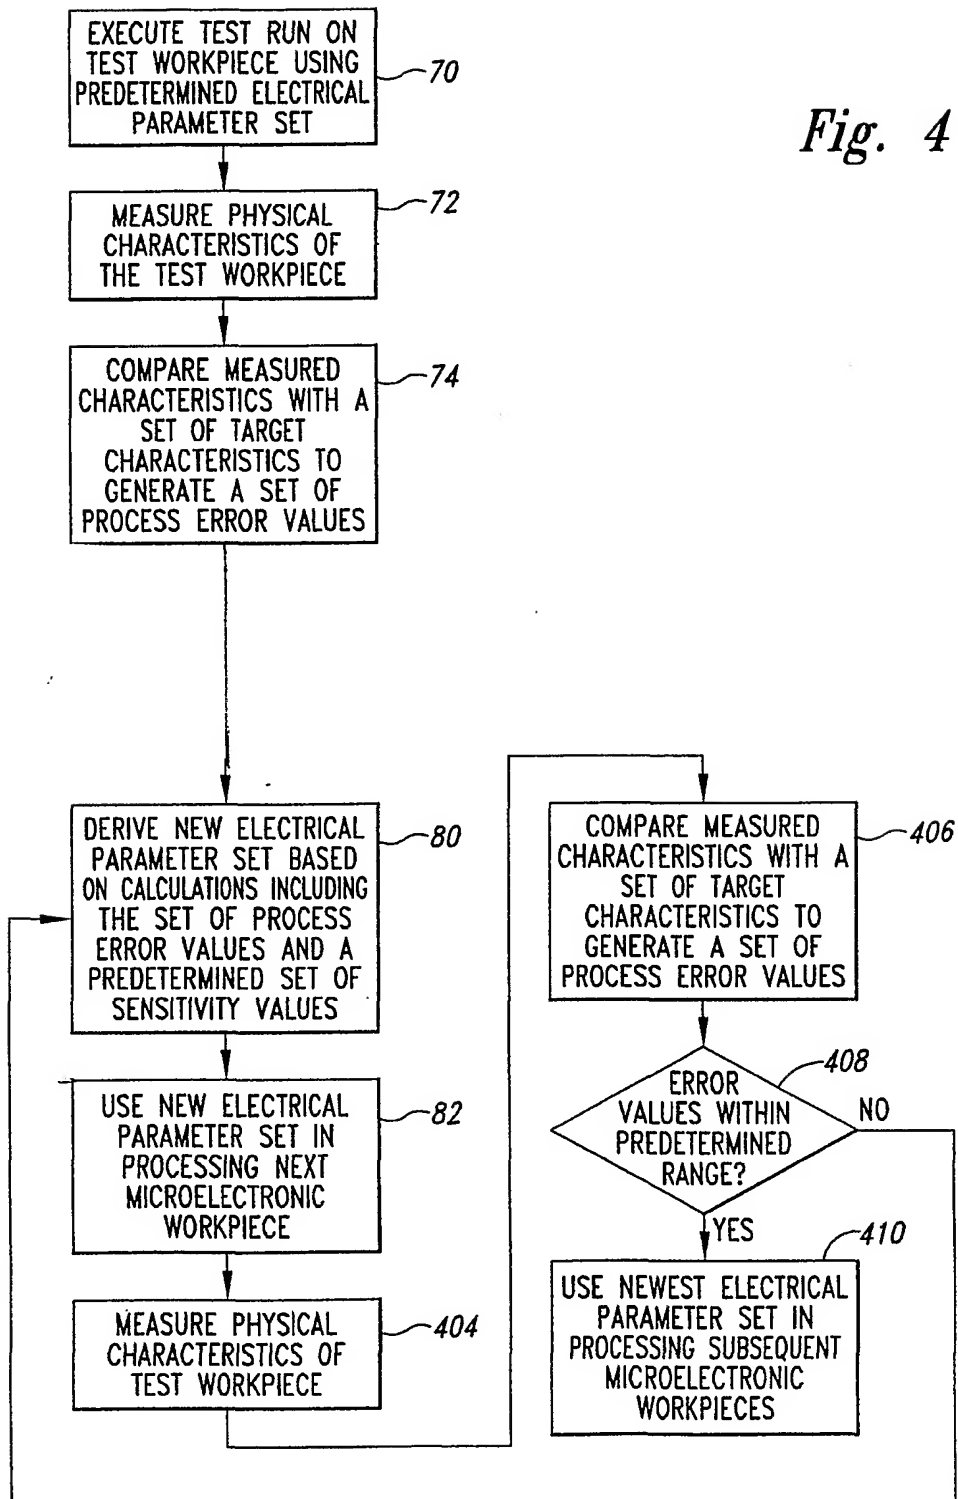 EXECUTE TEST RUN ON
TEST WORKPIECE USING
PREDETERMINED ELECTRICAL
PARAMETER SET
70
Fig. 4
MEASURE PHYSICAL
CHARACTERISTICS OF
THE TEST WORKPIECE
72
COMPARE MEASURED
CHARACTERISTICS WITH A
SET OF TARGET
CHARACTERISTICS TO
GENERATE A SET OF
PROCESS ERROR VALUES
74
DERIVE NEW ELECTRICAL
PARAMETER SET BASED
ON CALCULATIONS INCLUDING
THE SET OF PROCESS
ERROR VALUES AND A
PREDETERMINED SET OF
SENSITIVITY VALUES
80
USE NEW ELECTRICAL
PARAMETER SET IN
PROCESSING NEXT
MICROELECTRONIC
WORKPIECE
82
MEASURE PHYSICAL
CHARACTERISTICS OF
TEST WORKPIECE
404
COMPARE MEASURED
CHARACTERISTICS WITH A
SET OF TARGET
CHARACTERISTICS TO
GENERATE A SET OF
PROCESS ERROR VALUES
406
ERROR
VALUES WITHIN
PREDETERMINED
RANGE?
408
NO
YES
USE NEWEST ELECTRICAL
PARAMETER SET IN
PROCESSING SUBSEQUENT
MICROELECTRONIC
WORKPIECES
410